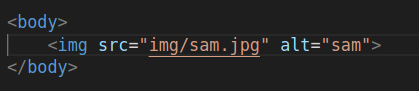 <body>
    <img src="img/sam.jpg" alt="sam">
</body>